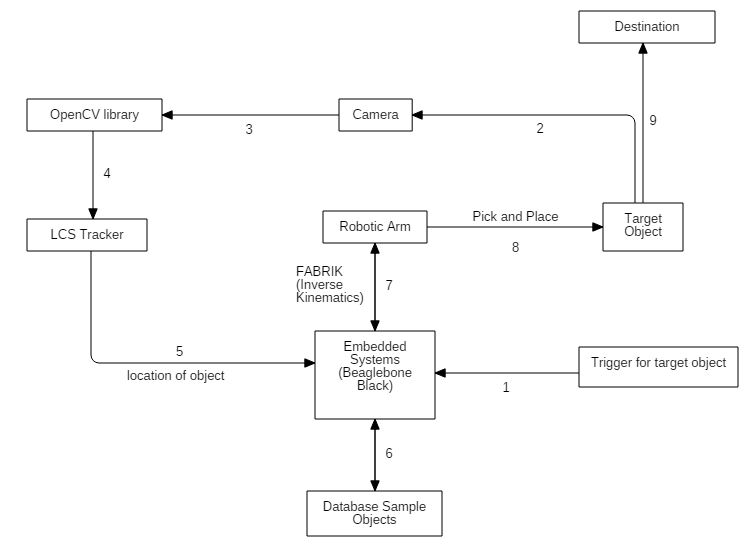 Destination
OpenCV library
Camera
9
2
3
4
LCS Tracker
Robotic Arm
Pick and Place
Target
Object
8
FABRIK
(Inverse
Kinematics)
7
5
location of object
Embedded
Systems
(Beaglebone
Black)
Trigger for target object
1
6
Database Sample
Objects